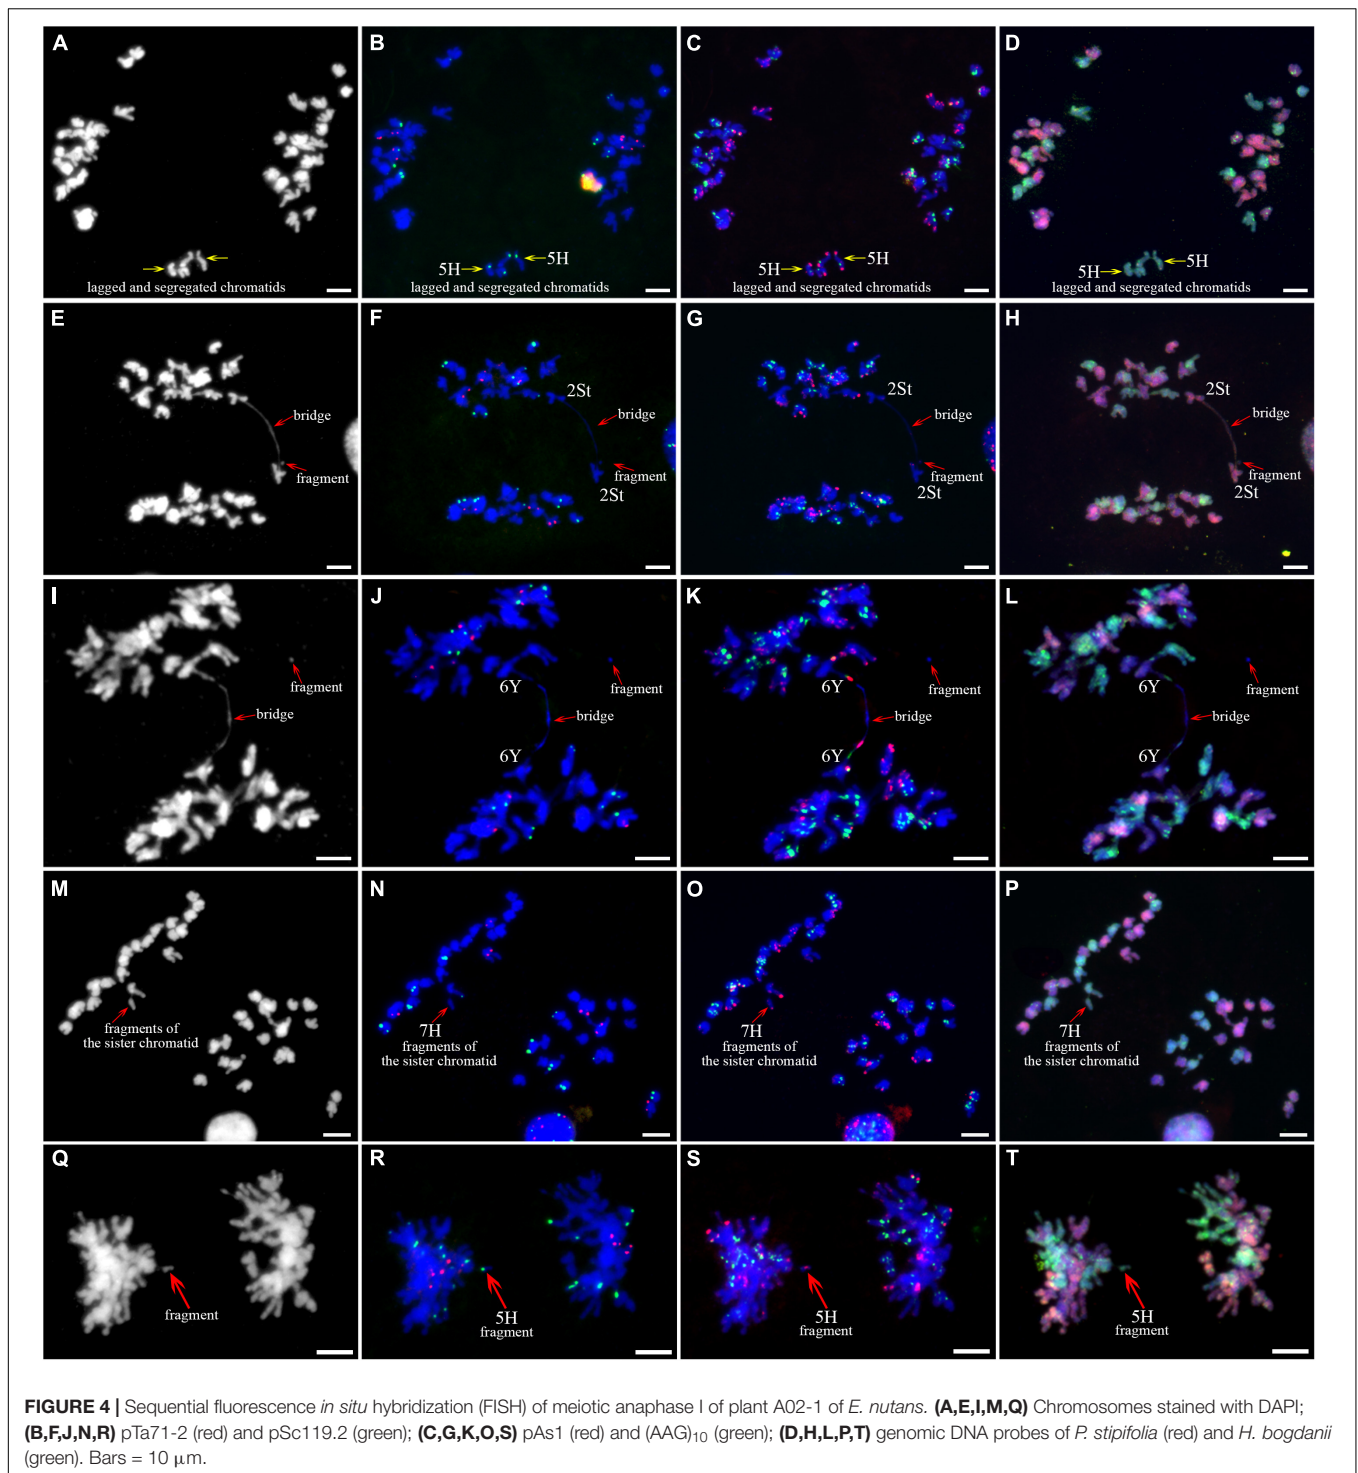 A B C D
5H 5H 5H 5H 5H 5H
lagged and segregated chromatids lagged and segregated chromatids lagged and segregated chromatids lagged and segregated chromatids
E F G H
2St 2St 2St
bridge bridge bridge bridge
fragment fragment fragment fragment
2St 2St 2St
I J K L
6Y 6Y 6Y
fragment fragment fragment fragment
bridge bridge bridge bridge
6Y 6Y 6Y
M N O P
7H 7H 7H
fragments of fragments of fragments of fragments of
the sister chromatid the sister chromatid the sister chromatid the sister chromatid
Q R S T
fragment
5H 5H 5H
fragment fragment fragment
FIGURE 4 | Sequential fluorescence in situ hybridization (FISH) of meiotic anaphase I of plant A02-1 of E. nutans. (A,E,I,M,Q) Chromosomes stained with DAPI;
(B,F,J,N,R) pTa71-2 (red) and pSc119.2 (green); (C,G,K,O,S) pAs1 (red) and (AAG)10 (green); (D,H,L,P,T) genomic DNA probes of P. stipifolia (red) and H. bogdanii
(green). Bars = 10 μm.